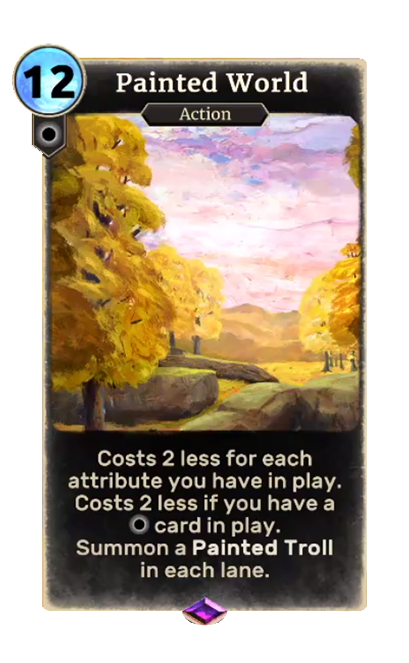 12
Painted World
Action
Costs 2 less for each
attribute you have in play.
Costs 2 less if you have a
card in play.
Summon a Painted Troll
in each lane.